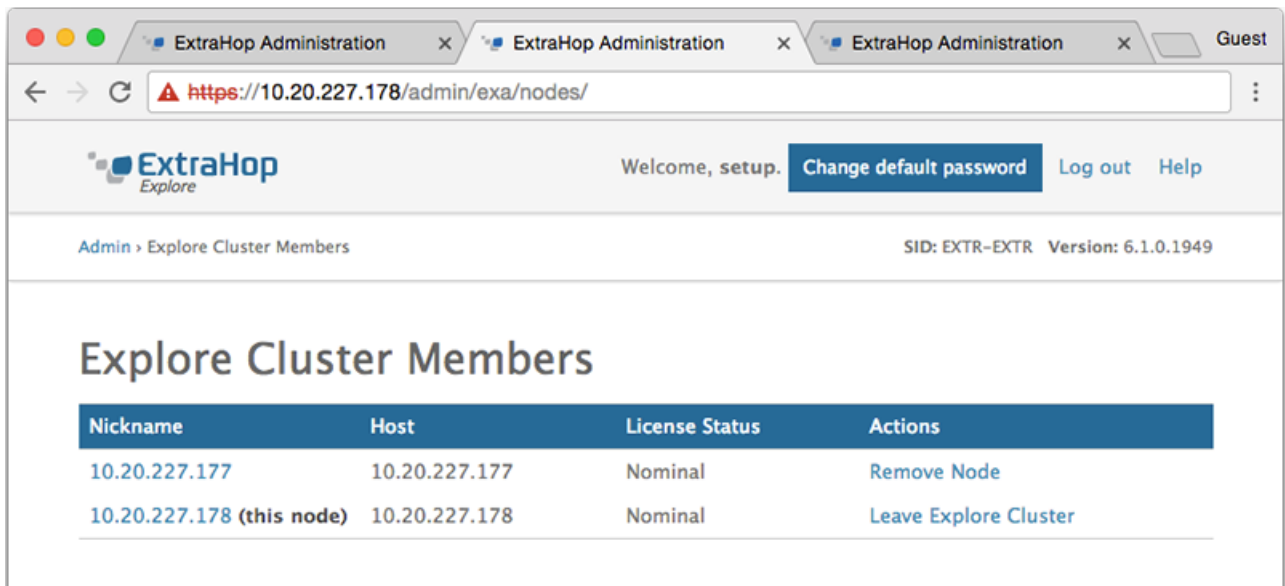 ExtraHop Administration ExtraHop Administration ExtraHop Administration Guest
https://10.20.227.178/admin/exa/nodes/
ExtraHop
Explore
Welcome, setup. Change default password Log out Help
Admin › Explore Cluster Members SID: EXTR-EXTR Version: 6.1.0.1949
Explore Cluster Members
Nickname Host License Status Actions
10.20.227.177 10.20.227.177 Nominal Remove Node
10.20.227.178 (this node) 10.20.227.178 Nominal Leave Explore Cluster